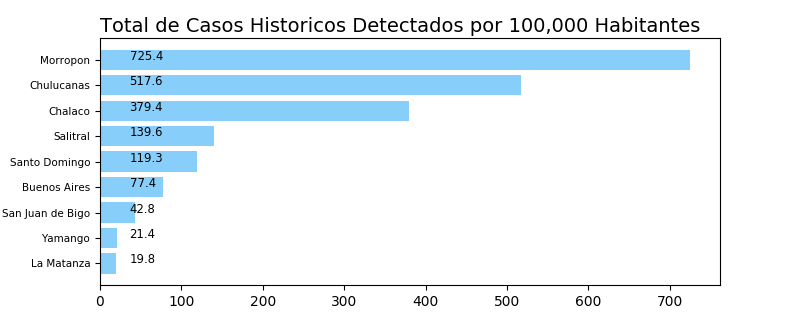 Total de Casos Historicos Detectados por 100,000 Habitantes
Morropon 725.4
Chulucanas 517.6
Chalaco 379.4
Salitral 139.6
Santo Domingo 119.3
Buenos Aires 77.4
San Juan de Bigo 42.8
Yamango 21.4
La Matanza 19.8
0 100 200 300 400 500 600 700